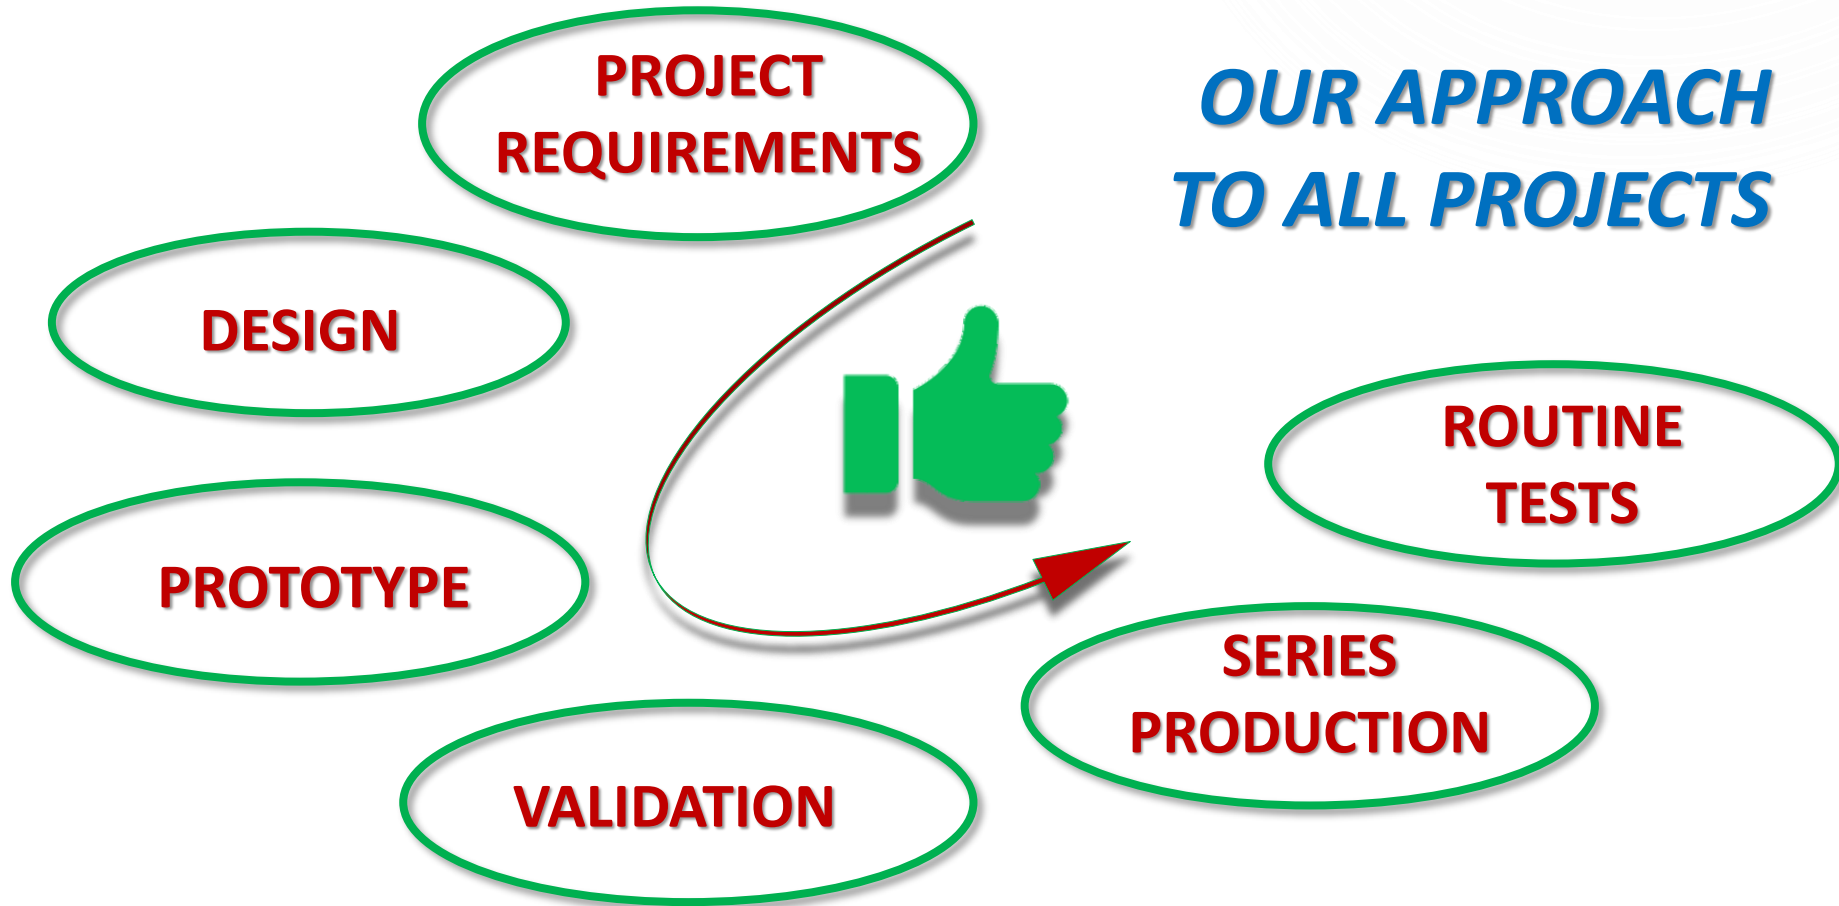 OUR APPROACH
TO ALL PROJECTS
PROJECT
REQUIREMENTS
DESIGN
PROTOTYPE
VALIDATION
SERIES
PRODUCTION
ROUTINE
TESTS